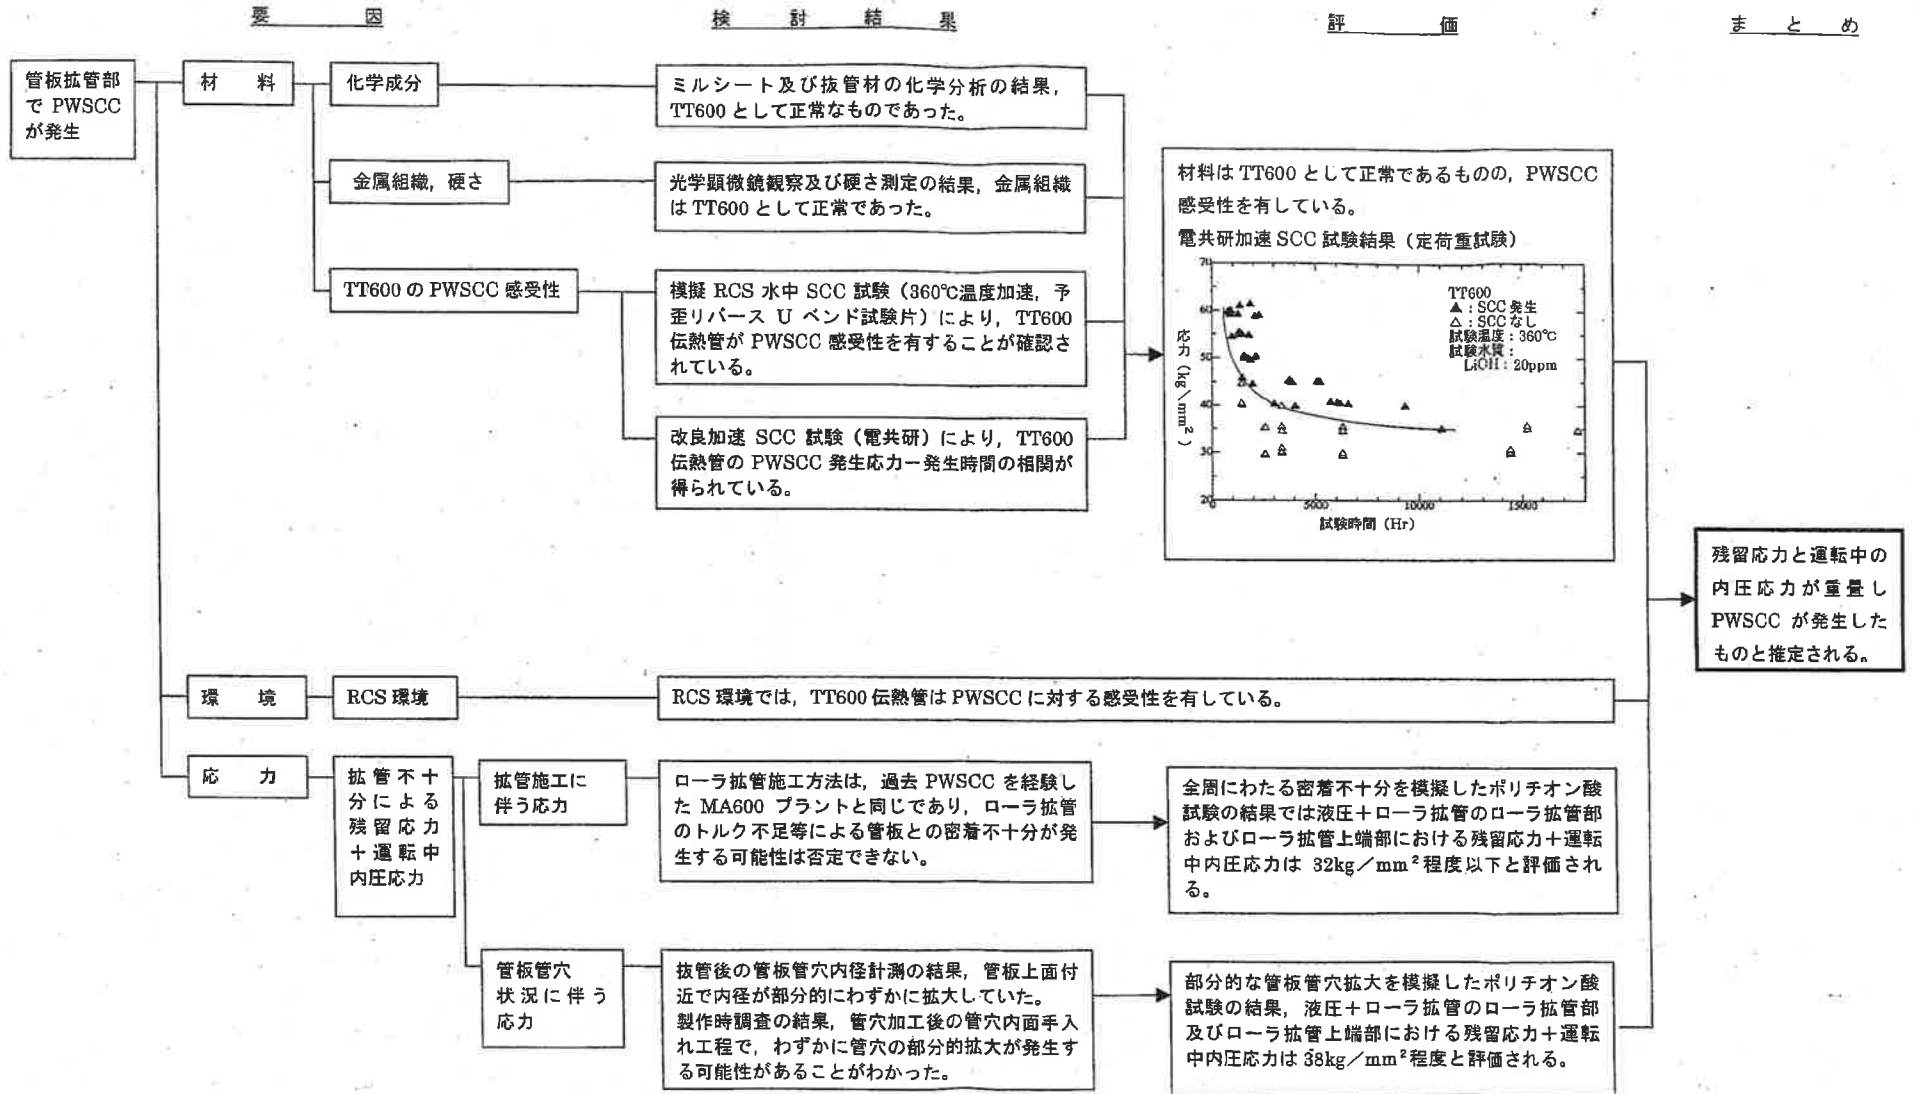 要因
検討結果
評価
まとめ
管板拡管部
で PWSCC
が発生
材料
化学成分
ミルシート及び抜管材の化学分析の結果，
TT600 として正常なものであった。
金属組織，硬さ
光学顕微鏡観察及び硬さ測定の結果，金属組織
は TT600 として正常であった。
TT600 の PWSCC 感受性
模擬 RCS 水中 SCC 試験（360℃温度加速，予
歪リバース U ベンド試験片）により，TT600
伝熱管が PWSCC 感受性を有することが確認さ
れている。
改良加速 SCC 試験（電共研）により，TT600
伝熱管の PWSCC 発生応力ー発生時間の相関が
得られている。
材料は TT600 として正常であるものの，PWSCC
感受性を有している。
電共研加速 SCC 試験結果（定荷重試験）
70
60
50
40
30
20
応力（kg／mm²）
TT600
▲：SCC 発生
△：SCC なし
試験温度：360℃
試験水質：
LiOH：20ppm
0 5000 10000 15000
試験時間（Hr）
残留応力と運転中の
内圧応力が重畳し
PWSCC が発生した
ものと推定される。
環境
RCS 環境
RCS 環境では，TT600 伝熱管は PWSCC に対する感受性を有している。
応力
拡管不十
分による
残留応力
＋運転中
内圧応力
拡管施工に
伴う応力
ローラ拡管施工方法は，過去 PWSCC を経験し
た MA600 プラントと同じであり，ローラ拡管
のトルク不足等による管板との密着不十分が発
生する可能性は否定できない。
全周にわたる密着不十分を模擬したポリチオン酸
試験の結果では液圧＋ローラ拡管のローラ拡管部
およびローラ拡管上端部における残留応力＋運転
中内圧応力は 32kg／mm²程度以下と評価され
る。
管板管穴
状況に伴う
応力
抜管後の管板管穴内径計測の結果，管板上面付
近で内径が部分的にわずかに拡大していた。
製作時調査の結果，管穴加工後の管穴内面手入
れ工程で，わずかに管穴の部分的拡大が発生す
る可能性があることがわかった。
部分的な管板管穴拡大を模擬したポリチオン酸
試験の結果，液圧＋ローラ拡管のローラ拡管部
及びローラ拡管上端部における残留応力＋運転
中内圧応力は 38kg／mm²程度と評価される。